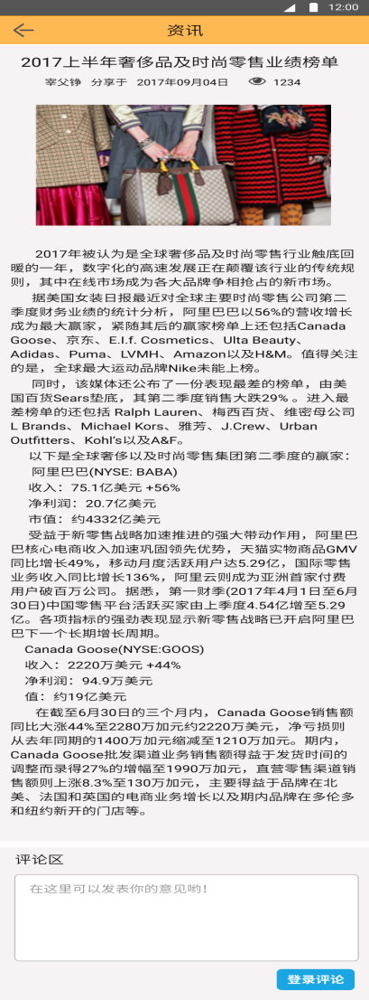 12:00
资讯
2017上半年奢侈品及时尚零售业绩榜单
宰父铮 分享于 2017年09月04日 1234
2017年被认为是全球奢侈品及时尚零售行业触底回
暖的一年，数字化的高速发展正在颠覆该行业的传统规
则，其中在线市场成为各大品牌争相抢占的新市场。
据美国女装日报最近对全球主要时尚零售公司第二
季度财务业绩的统计分析，阿里巴巴以56%的营收增长
成为最大赢家，紧随其后的赢家榜单上还包括Canada
Goose、京东、E.l.f. Cosmetics、Ulta Beauty、
Adidas、Puma、LVMH、Amazon以及H&M。值得关注
的是，全球最大运动品牌Nike未能上榜。
同时，该媒体还公布了一份表现最差的榜单，由美
国百货Sears垫底，其第二季度销售大跌29% 。进入最
差榜单的还包括 Ralph Lauren、梅西百货、维密母公司
L Brands、Michael Kors、雅芳、J.Crew、Urban
Outfitters、Kohl's以及A&F。
以下是全球奢侈以及时尚零售集团第二季度的赢家：
阿里巴巴(NYSE: BABA)
收入：75.1亿美元 +56%
净利润：20.7亿美元
市值：约4332亿美元
受益于新零售战略加速推进的强大带动作用，阿里巴
巴核心电商收入加速巩固领先优势，天猫实物商品GMV
同比增长49%，移动月度活跃用户达5.29亿，国际零售
业务收入同比增长136%，阿里云则成为亚洲首家付费
用户破百万公司。据悉，第一财季(2017年4月1日至6月
30日)中国零售平台活跃买家由上季度4.54亿增至5.29
亿。各项指标的强劲表现显示新零售战略已开启阿里巴
巴下一个长期增长周期。
Canada Goose(NYSE:GOOS)
收入：2220万美元 +44%
净利润：94.9万美元
值：约19亿美元
在截至6月30日的三个月内，Canada Goose销售额
同比大涨44%至2280万加元约2220万美元，净亏损则
从去年同期的1400万加元缩减至1210万加元。期内，
Canada Goose批发渠道业务销售额得益于发货时间的
调整而录得27%的增幅至1990万加元，直营零售渠道销
售额则上涨8.3%至130万加元，主要得益于品牌在北
美、法国和英国的电商业务增长以及期内品牌在多伦多
和纽约新开的门店等。
评论区
在这里可以发表你的意见哟！
登录评论